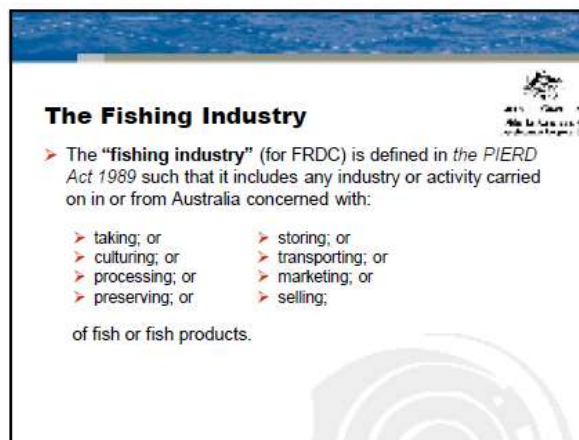 The Fishing Industry
➢ The “fishing industry” (for FRDC) is defined in the PIERD
Act 1989 such that it includes any industry or activity carried
on in or from Australia concerned with:
➢ taking; or
➢ culturing; or
➢ processing; or
➢ preserving; or
➢ storing; or
➢ transporting; or
➢ marketing; or
➢ selling;
of fish or fish products.